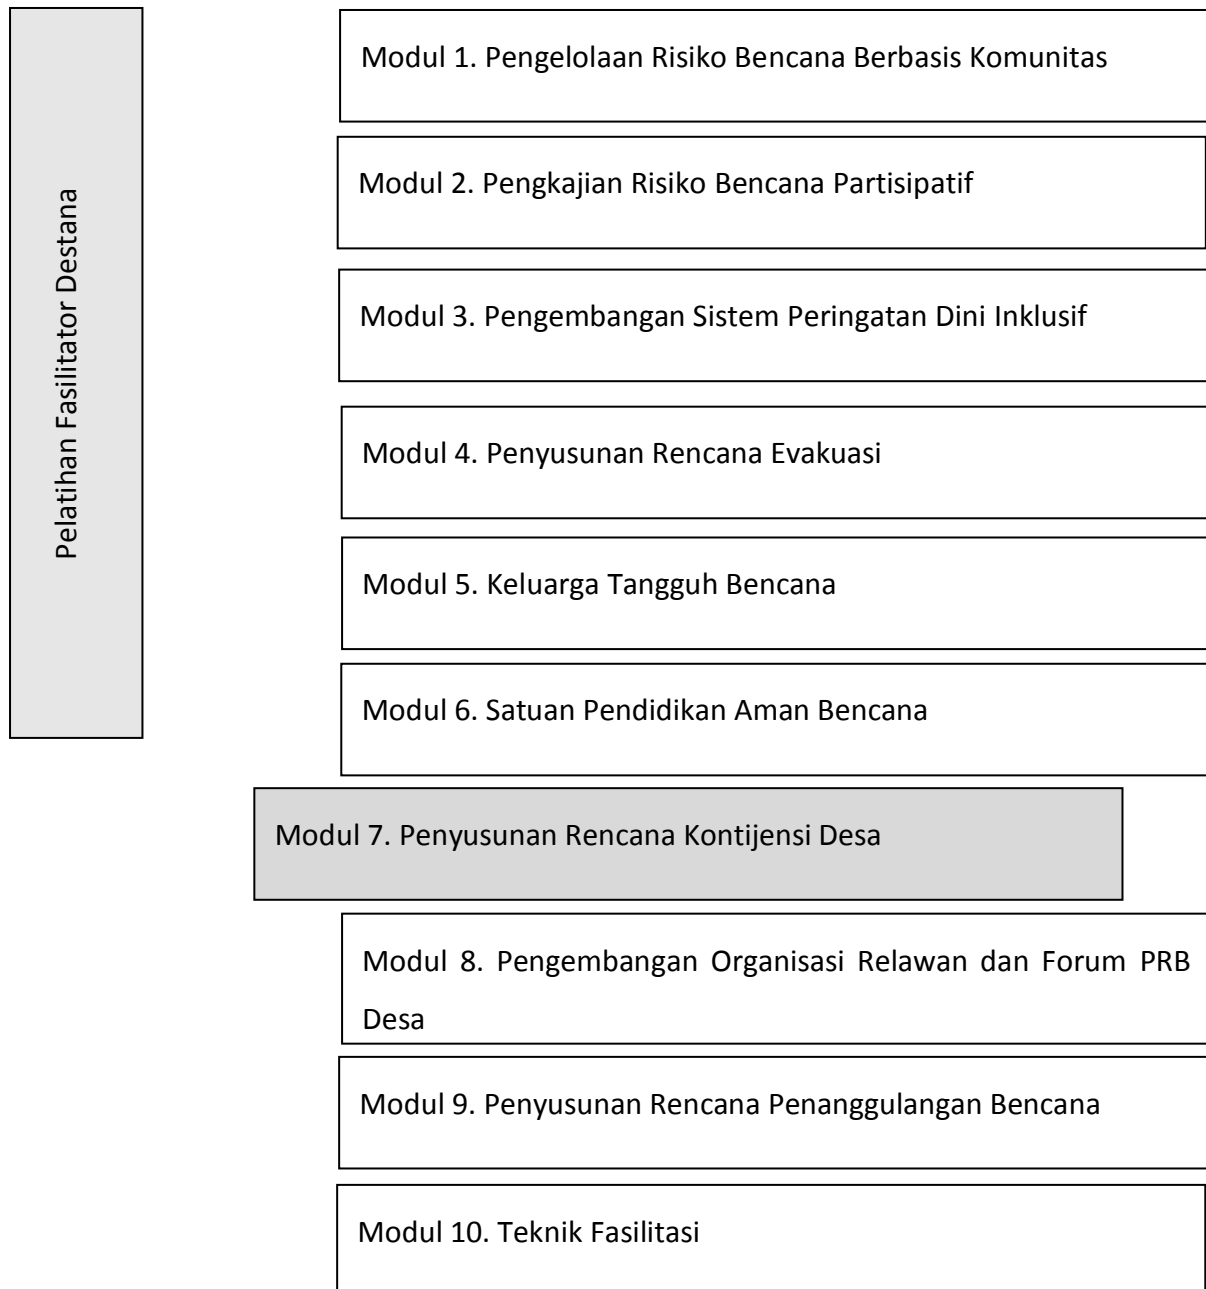 Pelatihan Fasilitator Destana
Modul 1. Pengelolaan Risiko Bencana Berbasis Komunitas
Modul 2. Pengkajian Risiko Bencana Partisipatif
Modul 3. Pengembangan Sistem Peringatan Dini Inklusif
Modul 4. Penyusunan Rencana Evakuasi
Modul 5. Keluarga Tangguh Bencana
Modul 6. Satuan Pendidikan Aman Bencana
Modul 7. Penyusunan Rencana Kontijensi Desa
Modul 8. Pengembangan Organisasi Relawan dan Forum PRB
Desa
Modul 9. Penyusunan Rencana Penanggulangan Bencana
Modul 10. Teknik Fasilitasi